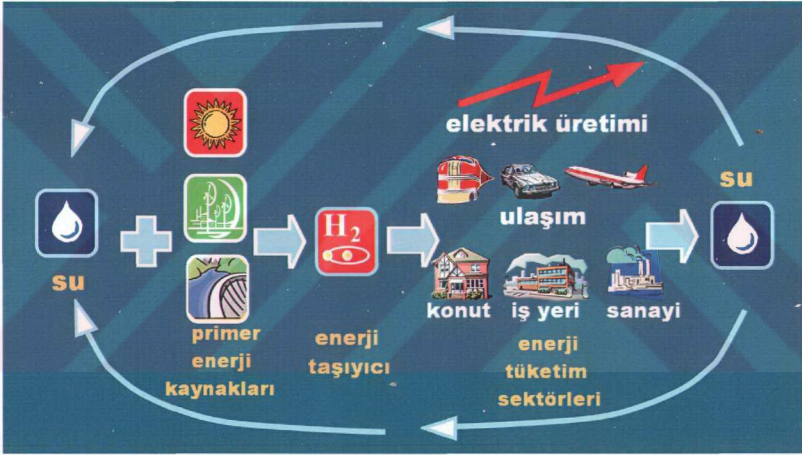 su
primer
enerji
kaynakları
H2
enerji
taşıyıcı
elektrik üretimi
ulaşım
konut
iş yeri
sanayi
enerji
tüketim
sektörleri
su